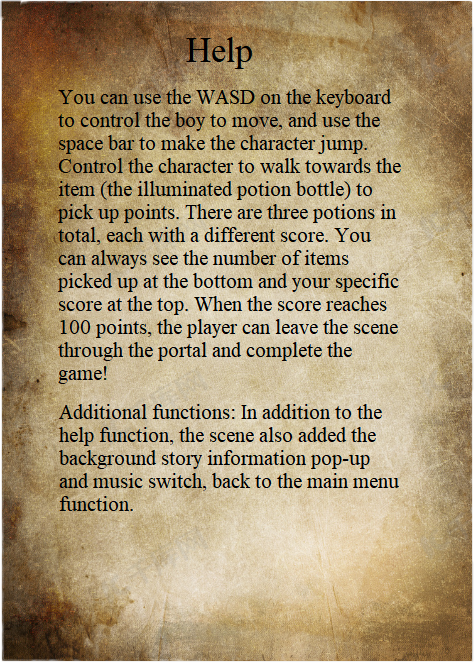 Help
You can use the WASD on the keyboard
to control the boy to move, and use the
space bar to make the character jump.
Control the character to walk towards the
item (the illuminated potion bottle) to
pick up points. There are three potions in
total, each with a different score. You
can always see the number of items
picked up at the bottom and your specific
score at the top. When the score reaches
100 points, the player can leave the scene
through the portal and complete the
game!
Additional functions: In addition to the
help function, the scene also added the
background story information pop-up
and music switch, back to the main menu
function.